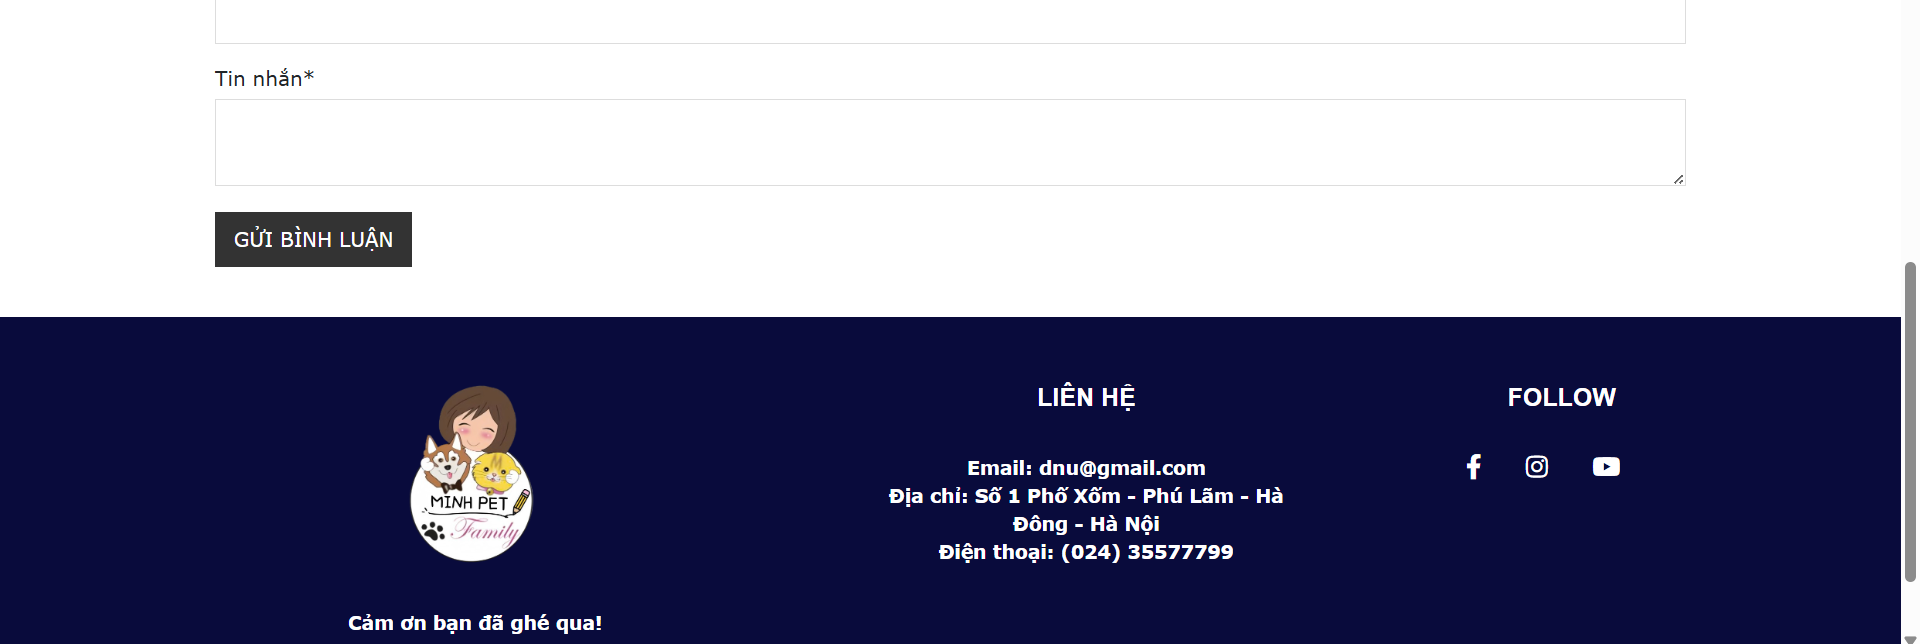 Tin nhắn*
GỬI BÌNH LUẬN
MINH PET
Family
Cảm ơn bạn đã ghé qua!
LIÊN HỆ
Email: dnu@gmail.com
Địa chỉ: Số 1 Phố Xốm - Phú Lãm - Hà
Đông - Hà Nội
Điện thoại: (024) 35577799
FOLLOW